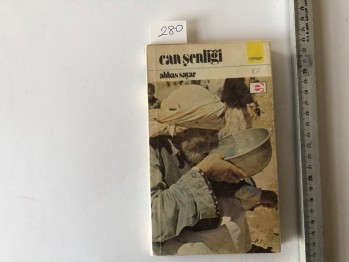 280
can şenliği
abbas sayar